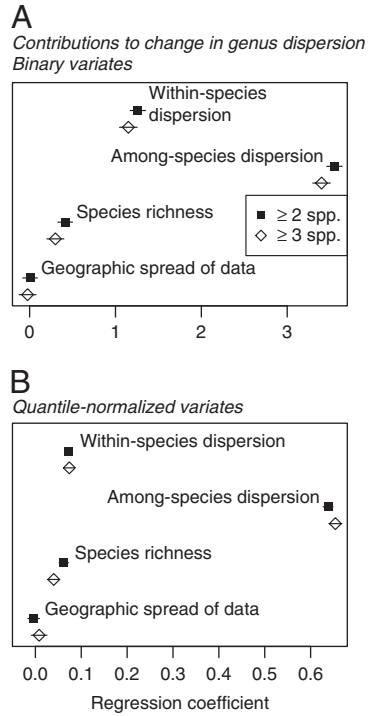 A
Contributions to change in genus dispersion
Binary variates
Within-species
dispersion
Among-species dispersion
Species richness
≥ 2 spp.
≥ 3 spp.
Geographic spread of data
0 1 2 3
B
Quantile-normalized variates
Within-species dispersion
Among-species dispersion
Species richness
Geographic spread of data
0.0 0.1 0.2 0.3 0.4 0.5 0.6
Regression coefficient